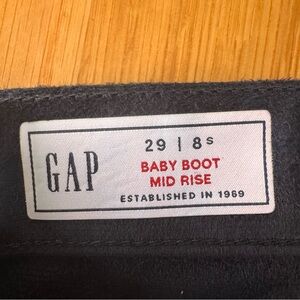 GAP
29 | 8s
BABY BOOT
MID RISE
ESTABLISHED IN 1969